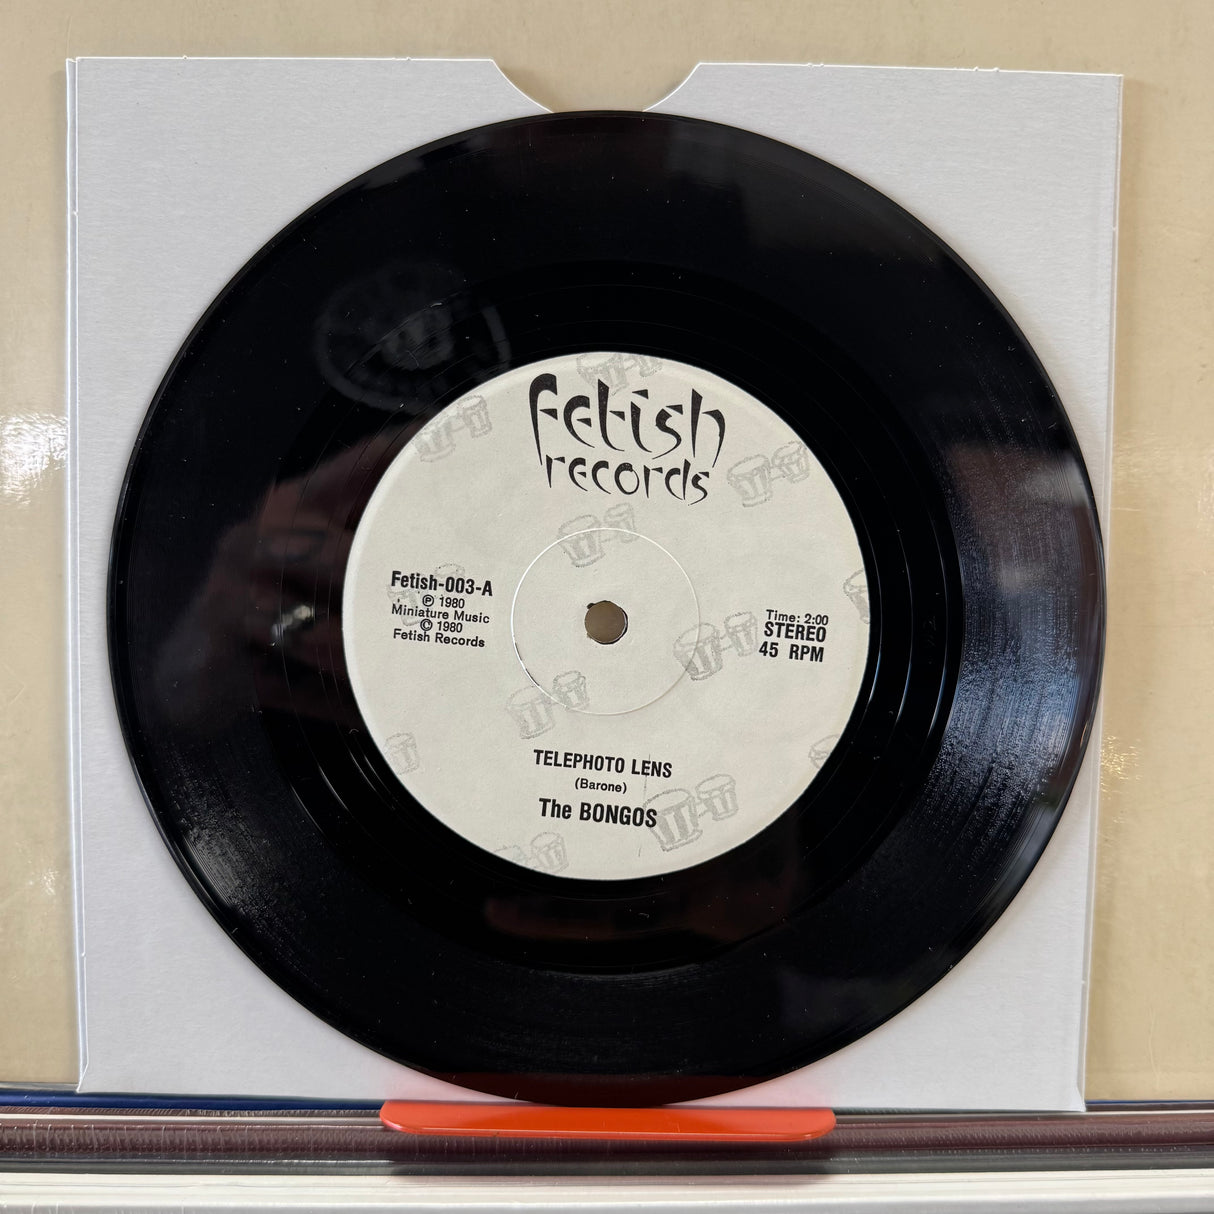 fetish
records
Fetish-003-A
℗ 1980
Miniature Music
© 1980
Fetish Records
Time: 2:00
STEREO
45 RPM
TELEPHOTO LENS
(Barone)
The BONGOS